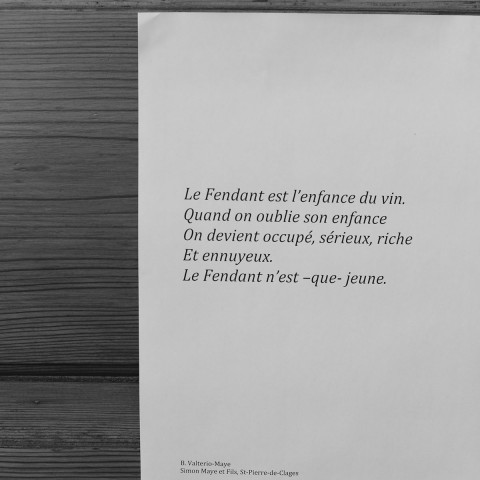 Le Fendant est l'enfance du vin.
Quand on oublie son enfance
On devient occupé, sérieux, riche
Et ennuyeux.
Le Fendant n'est –que- jeune.
B. Valterio-Maye
Simon Maye et Fils, St-Pierre-de-Clages